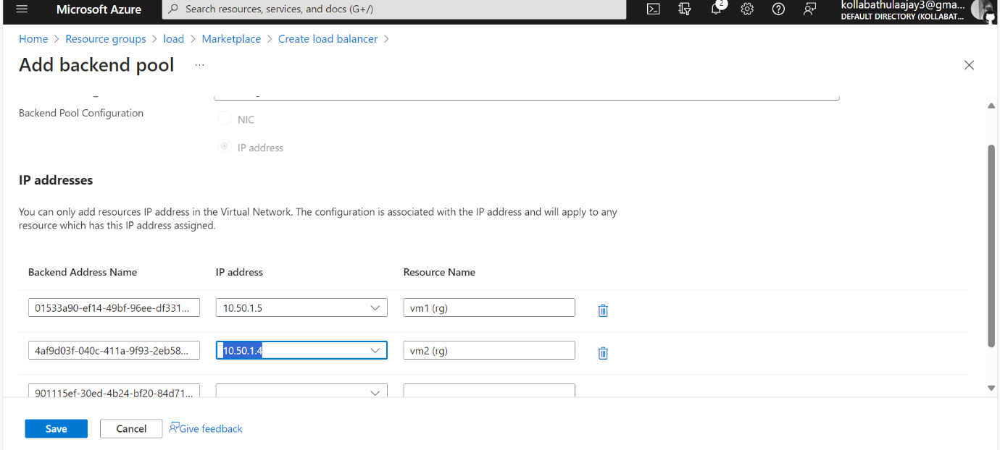 Microsoft Azure
Search resources, services, and docs (G+/)
2
kollabathulaajay3@gma...
DEFAULT DIRECTORY (KOLLABAT...
Home > Resource groups > load > Marketplace > Create load balancer >
Add backend pool ...
Backend Pool Configuration
NIC
IP address
IP addresses
You can only add resources IP address in the Virtual Network. The configuration is associated with the IP address and will apply to any
resource which has this IP address assigned.
Backend Address Name IP address Resource Name
01533a90-ef14-49bf-96ee-df331... 10.50.1.5 vm1 (rg)
4af9d03f-040c-411a-9f93-2eb58... 10.50.1.4 vm2 (rg)
901115ef-30ed-4b24-bf20-84d71...
Save Cancel Give feedback